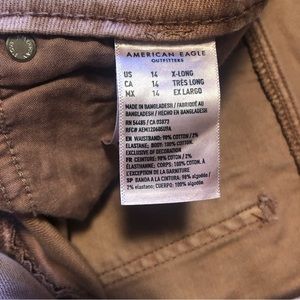 AMERICAN EAGLE
OUTFITTERS
US 14 X-LONG
CA 14 TRÈS LONG
MX 14 EX LARGO
MADE IN BANGLADESH / FABRIQUÉ AU
BANGLADESH / HECHO EN BANGLADESH
RN 54485 / CA 03873
EN WAISTBAND: 98% COTTON / 2%
ELASTANE; BODY: 100% COTTON.
EXCLUSIVE OF DECORATION
FR CEINTURE: 98% COTON / 2%
ÉLASTHANNE; CORPS: 100% COTON. À
L'EXCEPTION DE LA GARNITURE
SP BANDA A LA CINTURA; 98% algodón /
2% elastano; CUERPO: 100% algodón